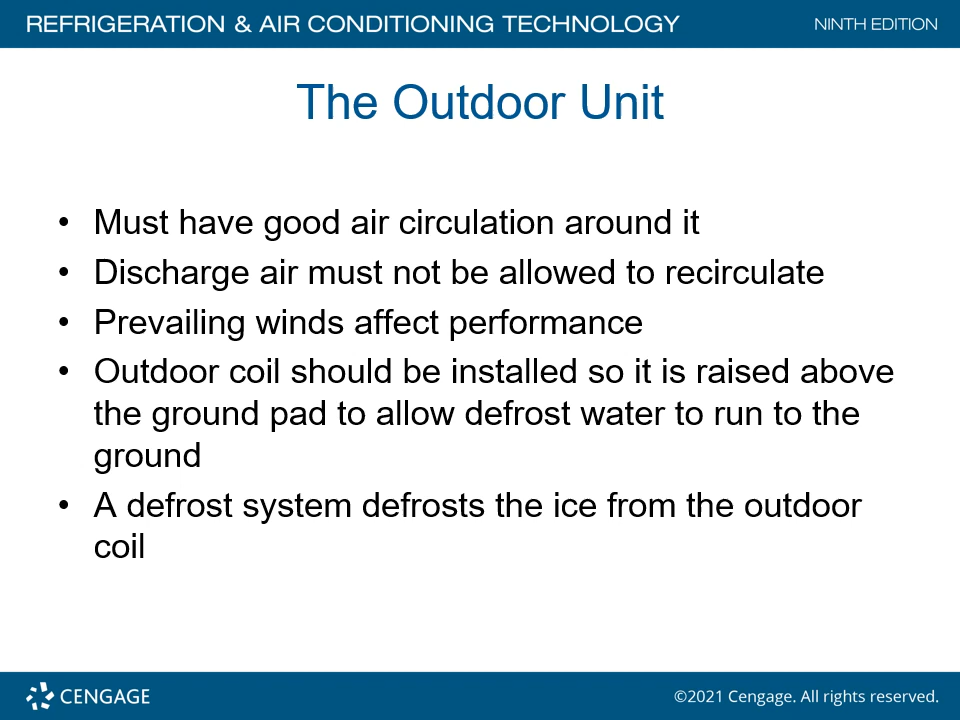 REFRIGERATION & AIR CONDITIONING TECHNOLOGY NINTH EDITION
The Outdoor Unit
• Must have good air circulation around it
• Discharge air must not be allowed to recirculate
• Prevailing winds affect performance
• Outdoor coil should be installed so it is raised above
the ground pad to allow defrost water to run to the
ground
• A defrost system defrosts the ice from the outdoor
coil
CENGAGE ©2021 Cengage. All rights reserved.